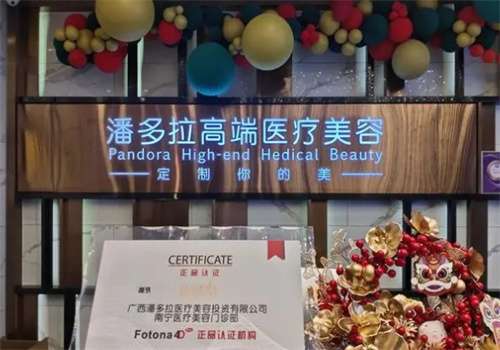 潘多拉高端医疗美容
Pandora High-end Hedical Beauty
定制你的美
CERTIFICATE
正品认证
广西潘多拉医疗美容投资有限公司
南宁医疗美容门诊部
Fotona4D 正品认证机构